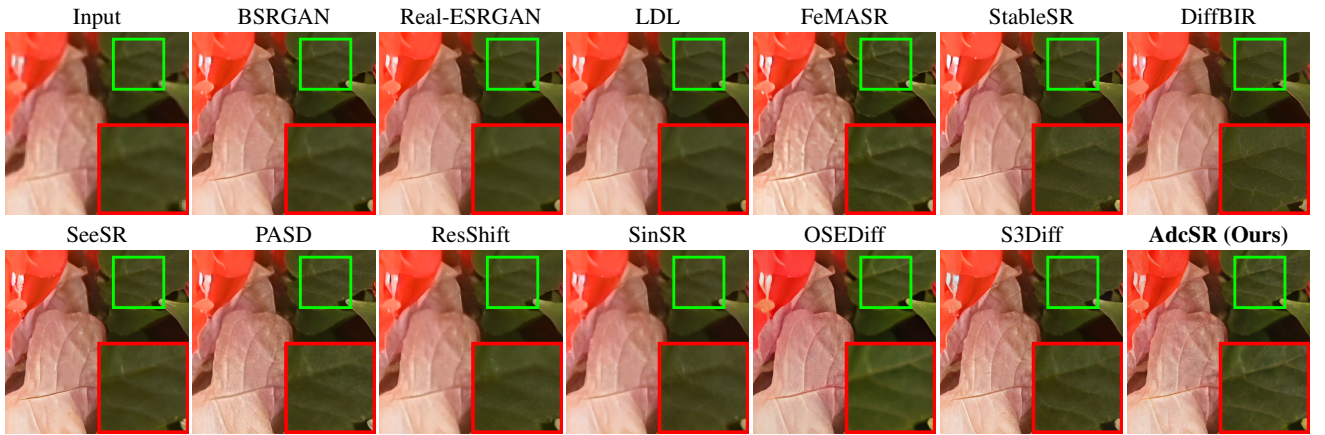 Input BSRGAN Real-ESRGAN LDL FeMASR StableSR DiffBIR
SeeSR PASD ResShift SinSR OSEDiff S3Diff AdcSR (Ours)